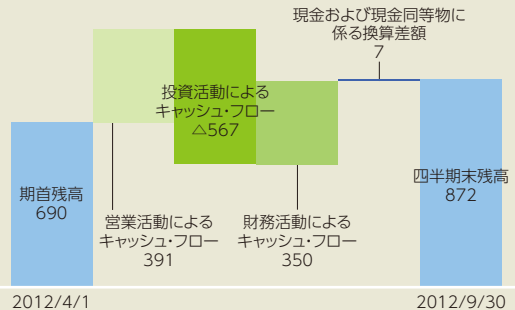 現金および現金同等物に
係る換算差額
7
投資活動による
キャッシュ・フロー
△567
期首残高
690
営業活動による
キャッシュ・フロー
391
財務活動による
キャッシュ・フロー
350
四半期末残高
872
2012/4/1
2012/9/30